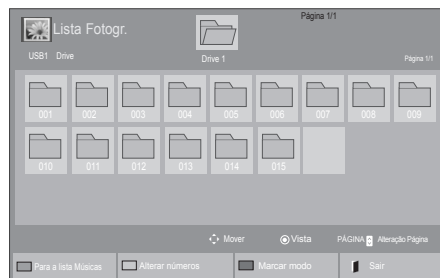 Página 1/1
Lista Fotogr.
USB1 Drive
Drive 1
Página 1/1
001 002 003 004 005 006 007 008 009
010 011 012 013 014 015
Mover Vista PÁGINA Alteração Página
Para a lista Músicas Alterar números Marcar modo Sair